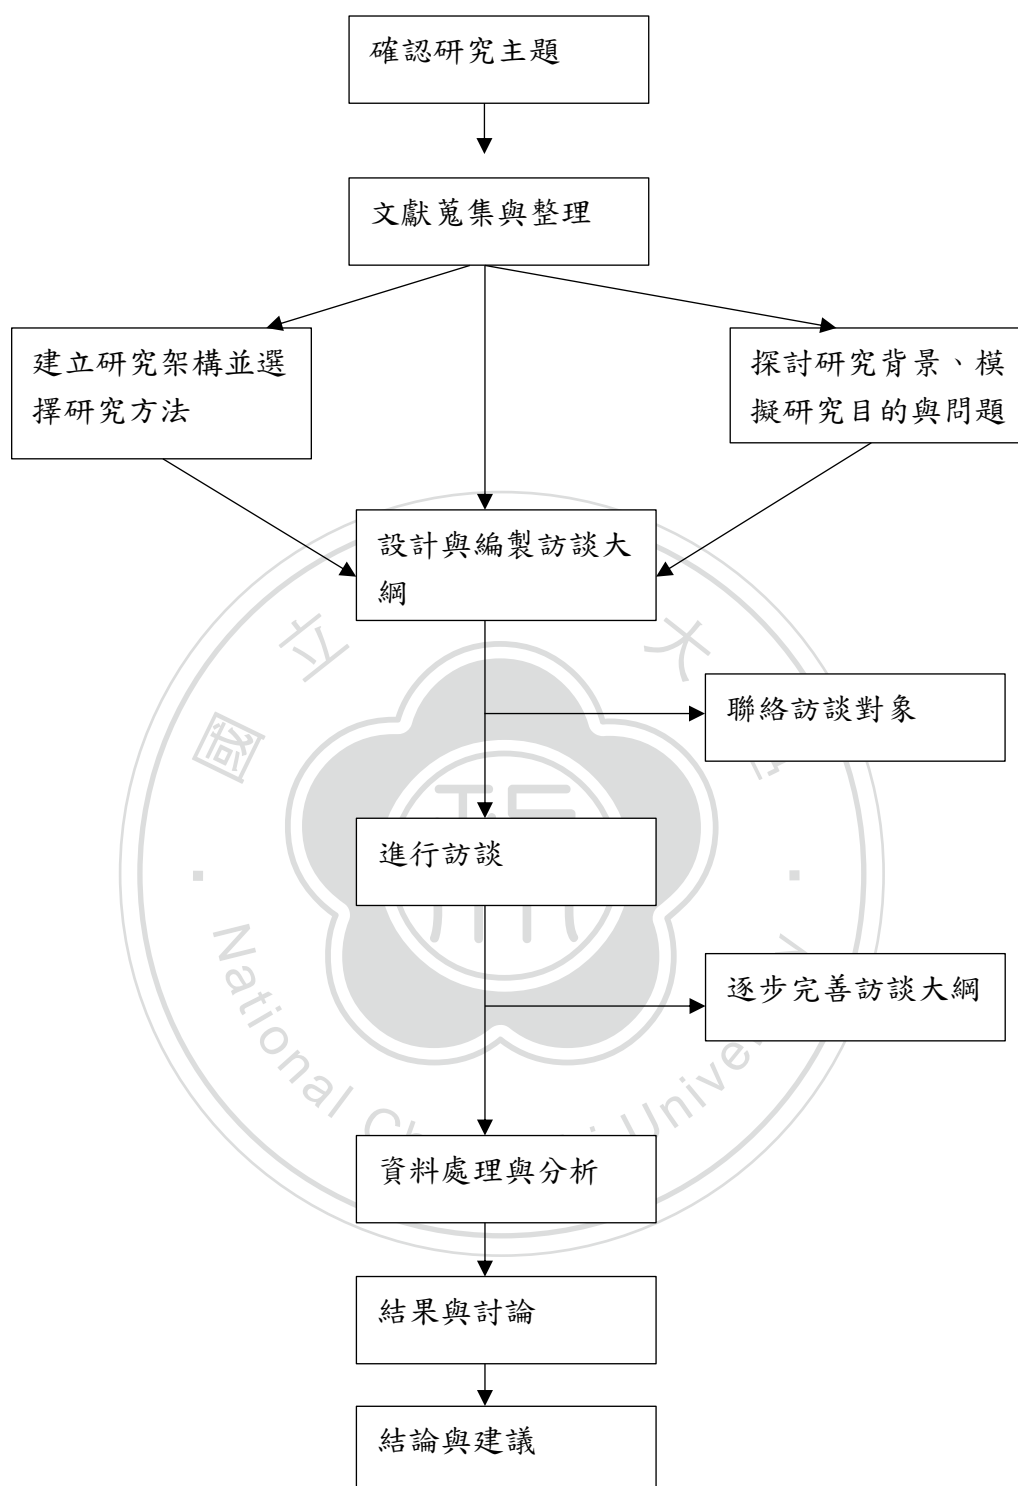 確認研究主題
文獻蒐集與整理
建立研究架構並選
擇研究方法
探討研究背景、模
擬研究目的與問題
設計與編製訪談大
綱
聯絡訪談對象
進行訪談
逐步完善訪談大綱
資料處理與分析
結果與討論
結論與建議
國立
大
National